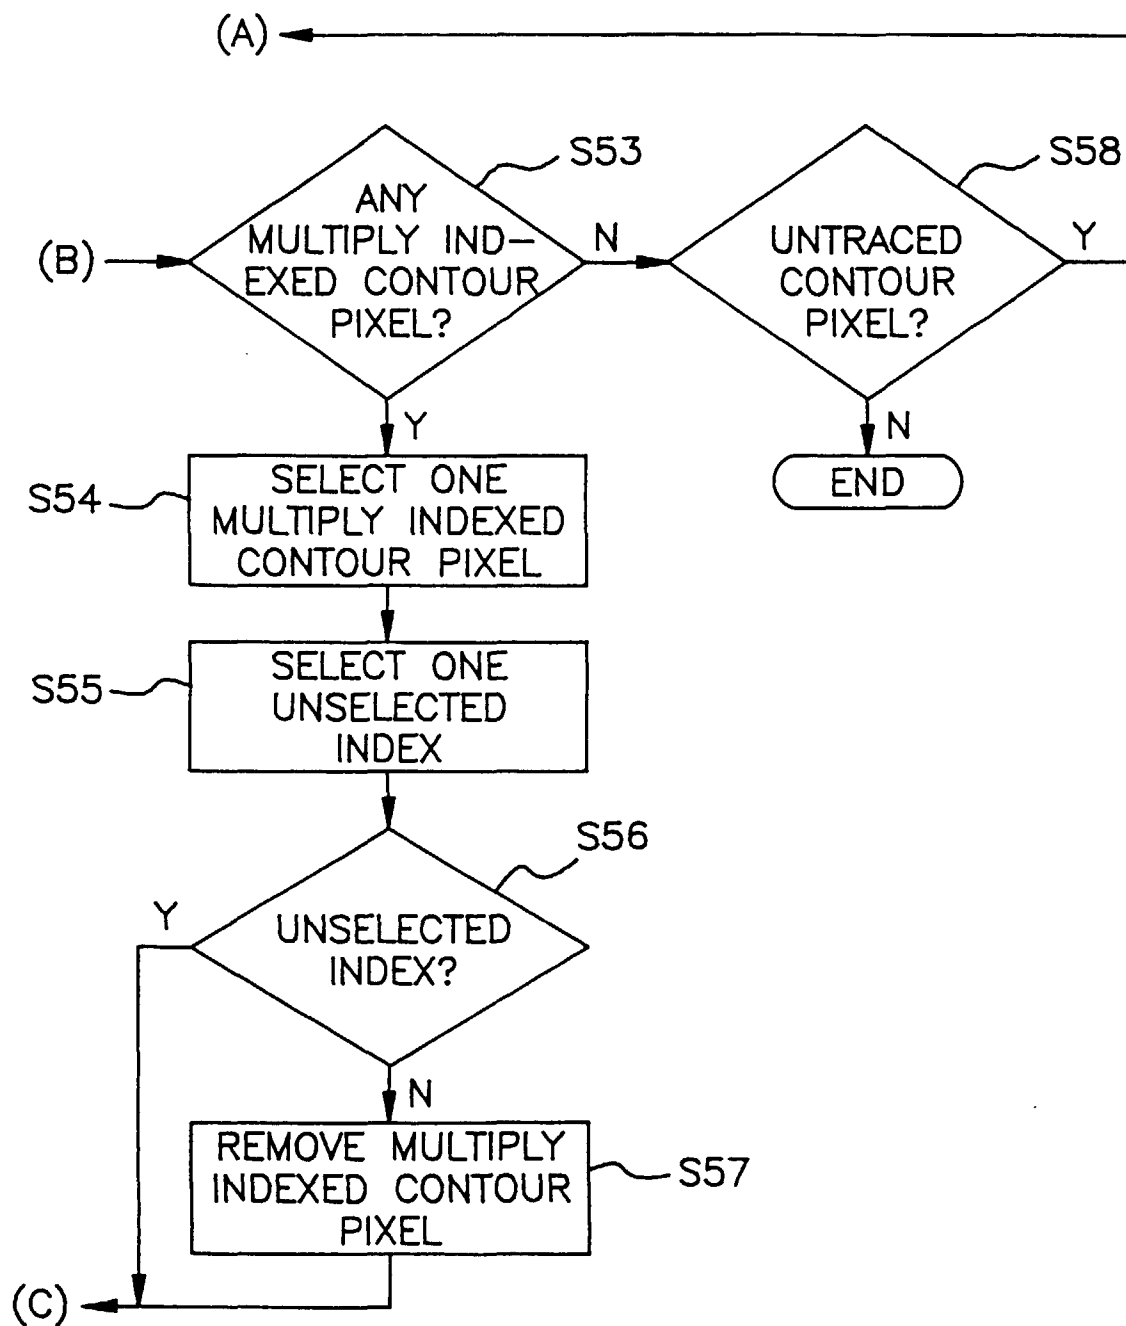 (A)
S53
S58
ANY
MULTIPLY IND-
EXED CONTOUR
PIXEL?
(B)
N
UNTRACED
CONTOUR
PIXEL?
Y
Y
N
END
S54
SELECT ONE
MULTIPLY INDEXED
CONTOUR PIXEL
S55
SELECT ONE
UNSELECTED
INDEX
S56
Y
UNSELECTED
INDEX?
N
REMOVE MULTIPLY
INDEXED CONTOUR
PIXEL
S57
(C)